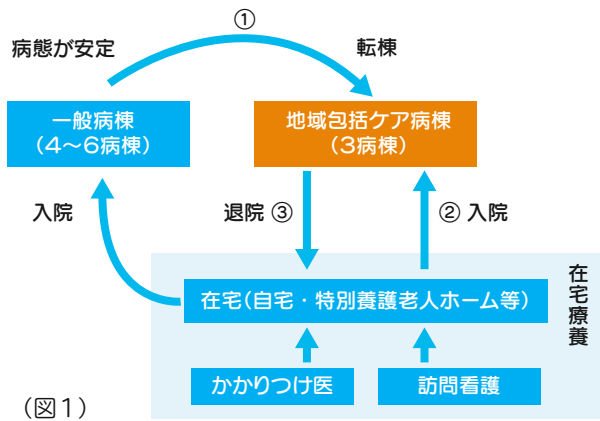 ①
病態が安定
転棟
一般病棟
（4〜6病棟）
地域包括ケア病棟
（3病棟）
入院
退院 ③
② 入院
在宅（自宅・特別養護老人ホーム等）
在宅療養
かかりつけ医
訪問看護
（図1）